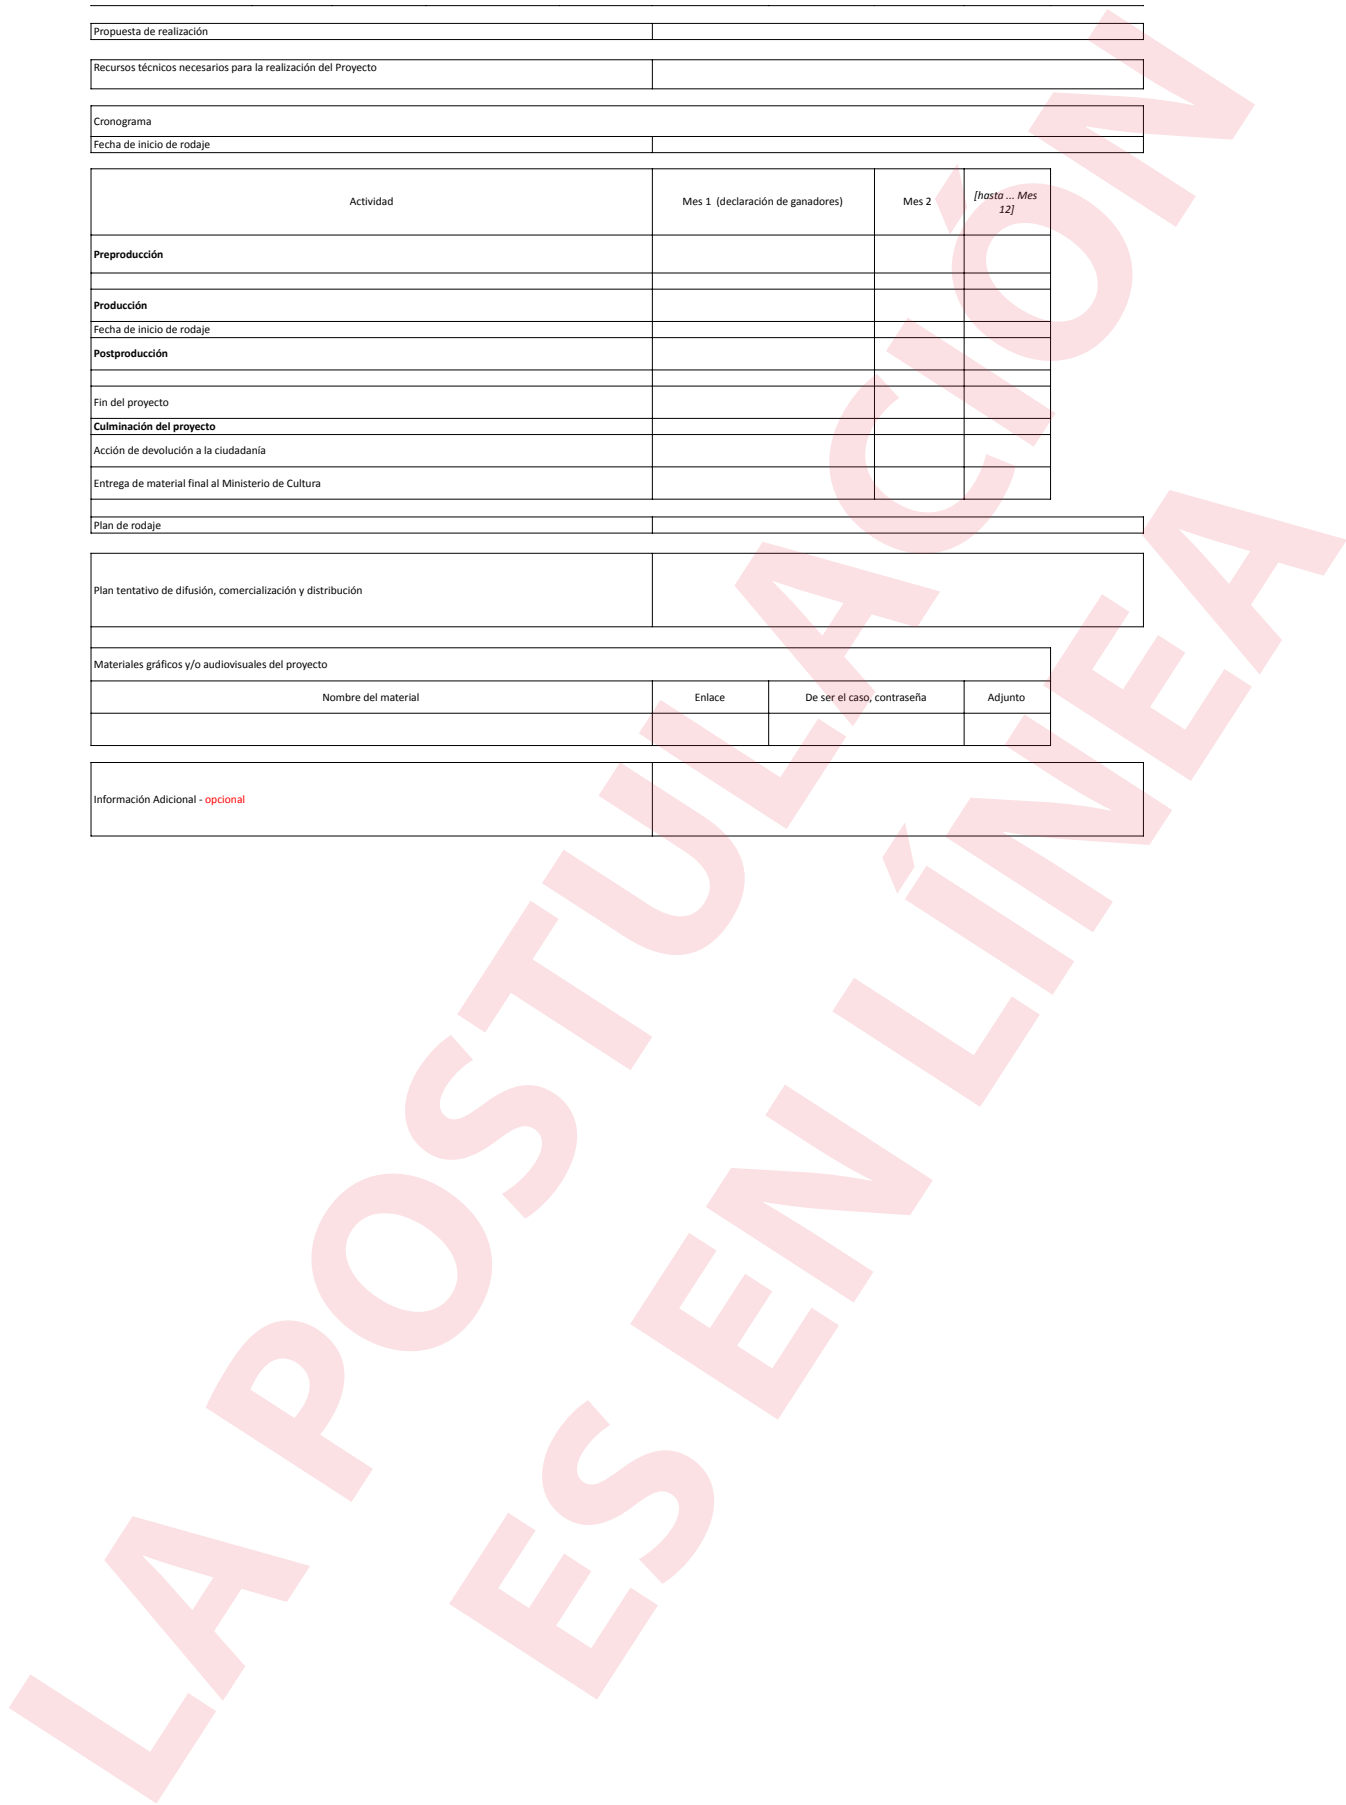 Propuesta de realización
Recursos técnicos necesarios para la realización del Proyecto
Cronograma
Fecha de inicio de rodaje
Actividad Mes 1 (declaración de ganadores) Mes 2 [hasta ... Mes
12]
Preproducción
Producción
Fecha de inicio de rodaje
Postproducción
Fin del proyecto
Culminación del proyecto
Acción de devolución a la ciudadanía
Entrega de material final al Ministerio de Cultura
Plan de rodaje
Plan tentativo de difusión, comercialización y distribución
Materiales gráficos y/o audiovisuales del proyecto
Nombre del material Enlace De ser el caso, contraseña Adjunto
Información Adicional - opcional
LA POSTULACIÓN
ES EN LÍNEA